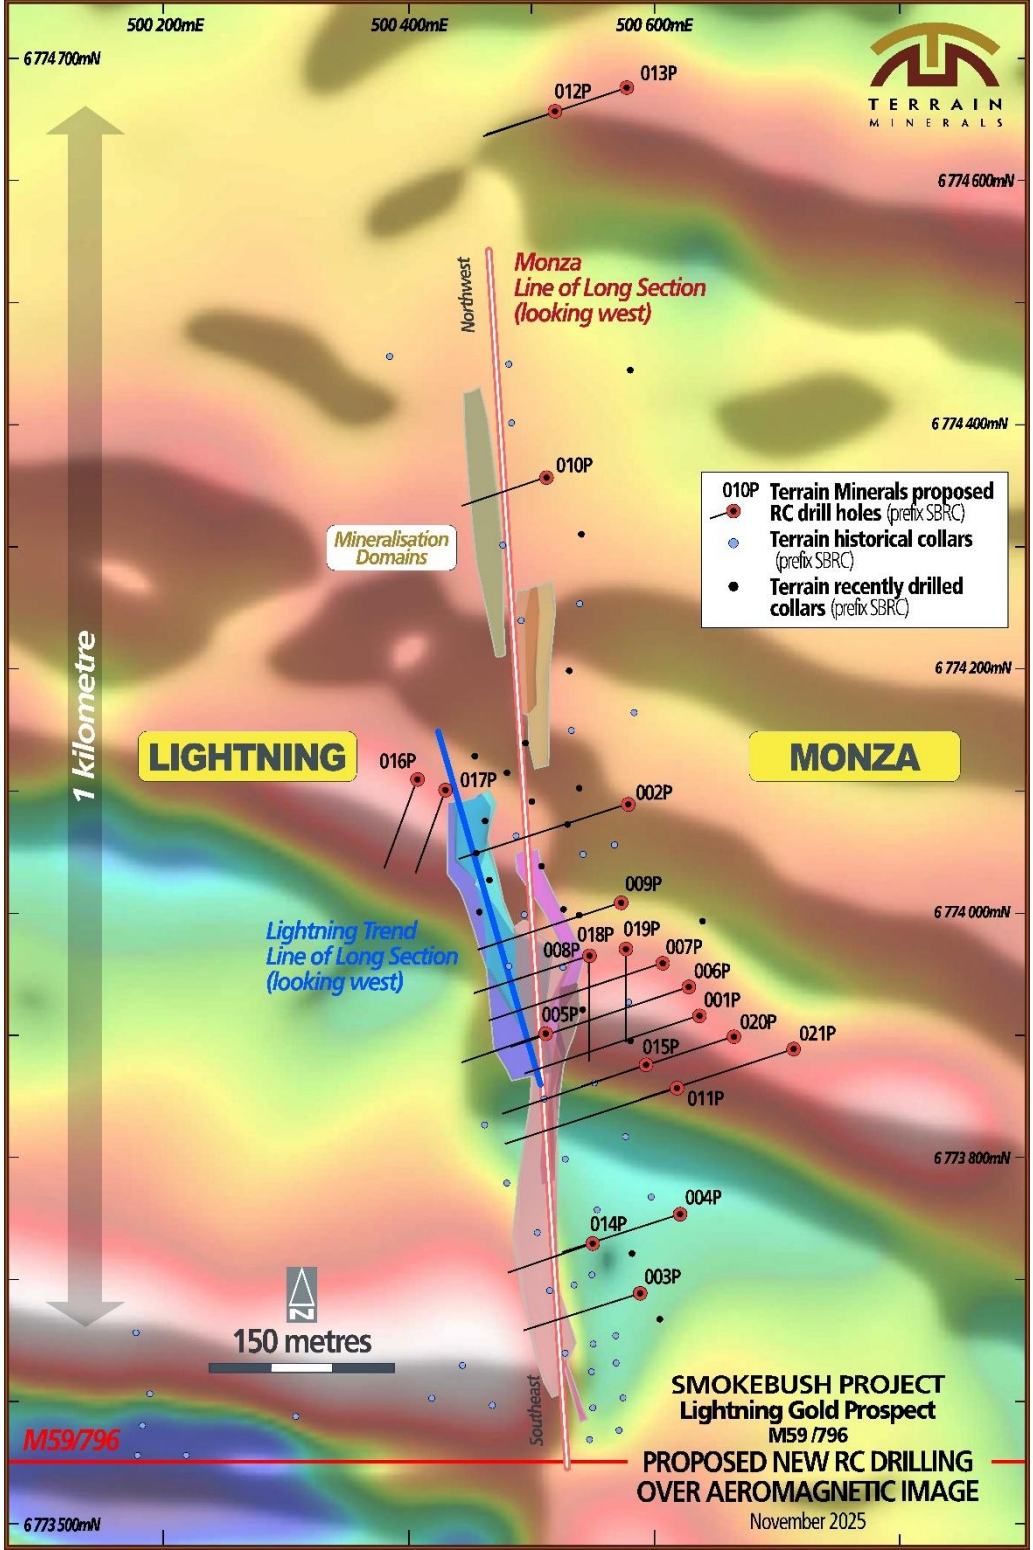 500 200mE
500 400mE
500 600mE
6 774 700mN
TERRAIN
MINERALS
013P
012P
6 774 600mN
Northwest
Monza
Line of Long Section
(looking west)
6 774 400mN
010P
010P Terrain Minerals proposed
RC drill holes (prefix SBRC)
Terrain historical collars
(prefix SBRC)
Terrain recently drilled
collars (prefix SBRC)
Mineralisation
Domains
6 774 200mN
1 kilometre
LIGHTNING
MONZA
016P
017P
002P
009P
6 774 000mN
Lightning Trend
Line of Long Section
(looking west)
018P
019P
008P
007P
006P
001P
005P
020P
021P
015P
011P
6 773 800mN
004P
014P
003P
N
150 metres
Southeast
SMOKEBUSH PROJECT
Lightning Gold Prospect
M59 /796
M59/796
PROPOSED NEW RC DRILLING
OVER AEROMAGNETIC IMAGE
November 2025
6 773 500mN